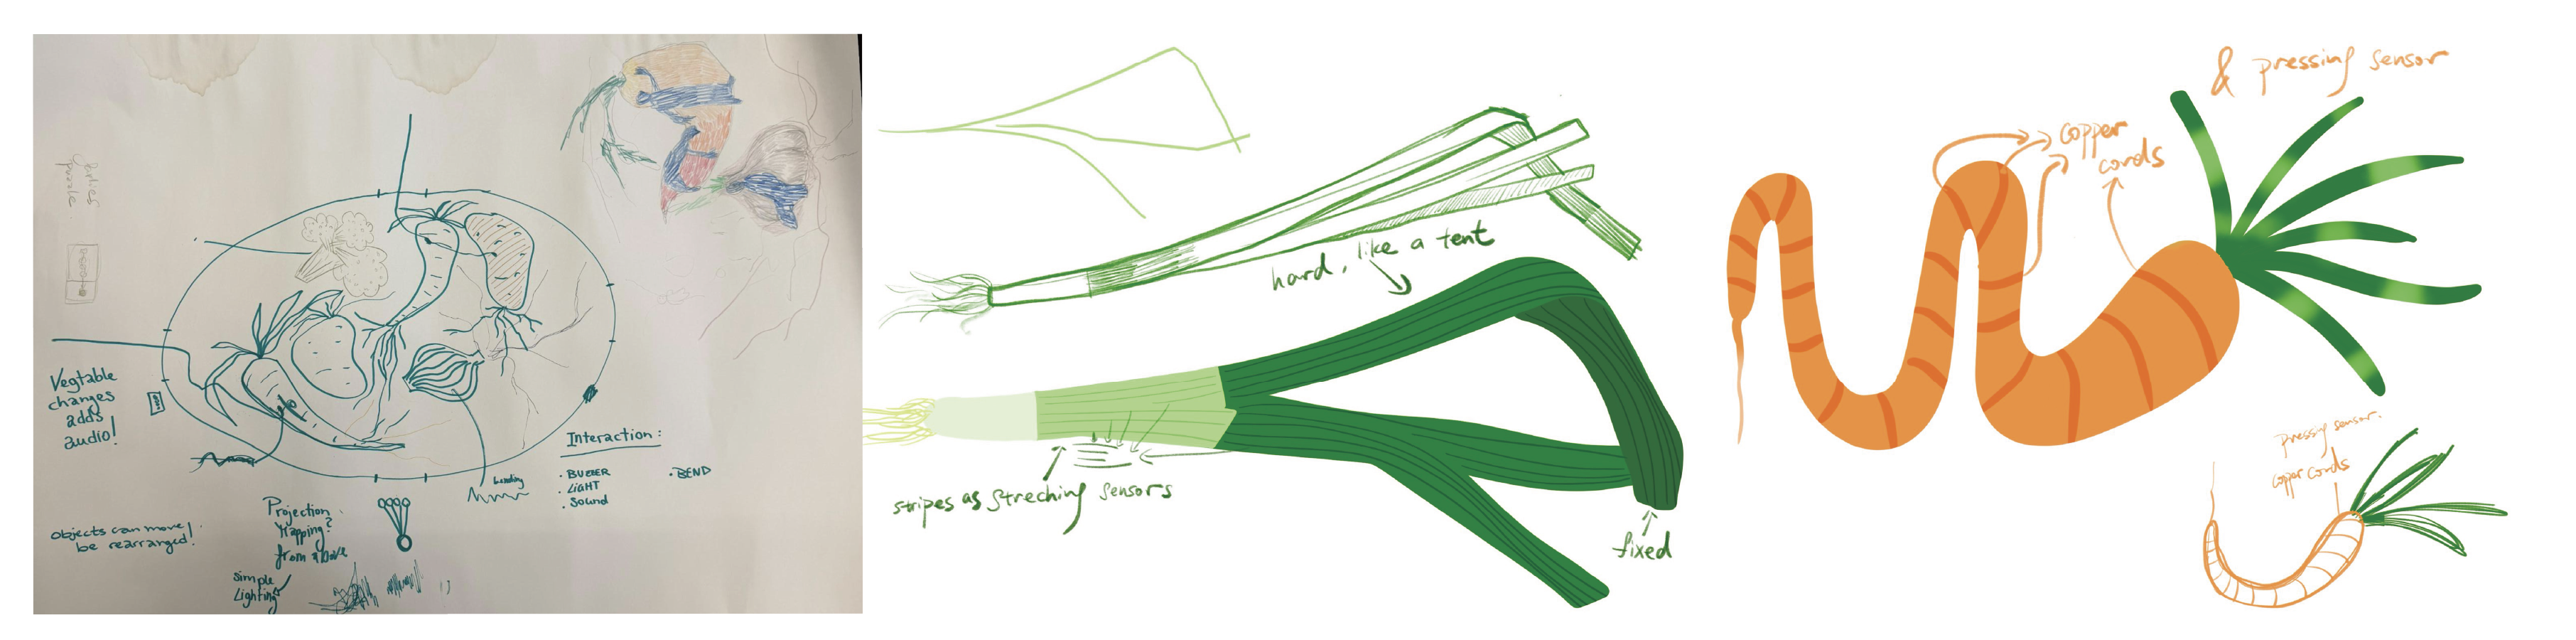 Vegtable
changes
adds
audio!
objects can move!
be rearranged!
Projection
Mapping?
from above
simple
Lighting
bending
Interaction:
• BUZZER
• LIGHT
• Sound
• BEND
hard, like a tent
stripes as streching sensors
fixed
& pressing sensor
copper
cords
pressing sensor.
copper cords